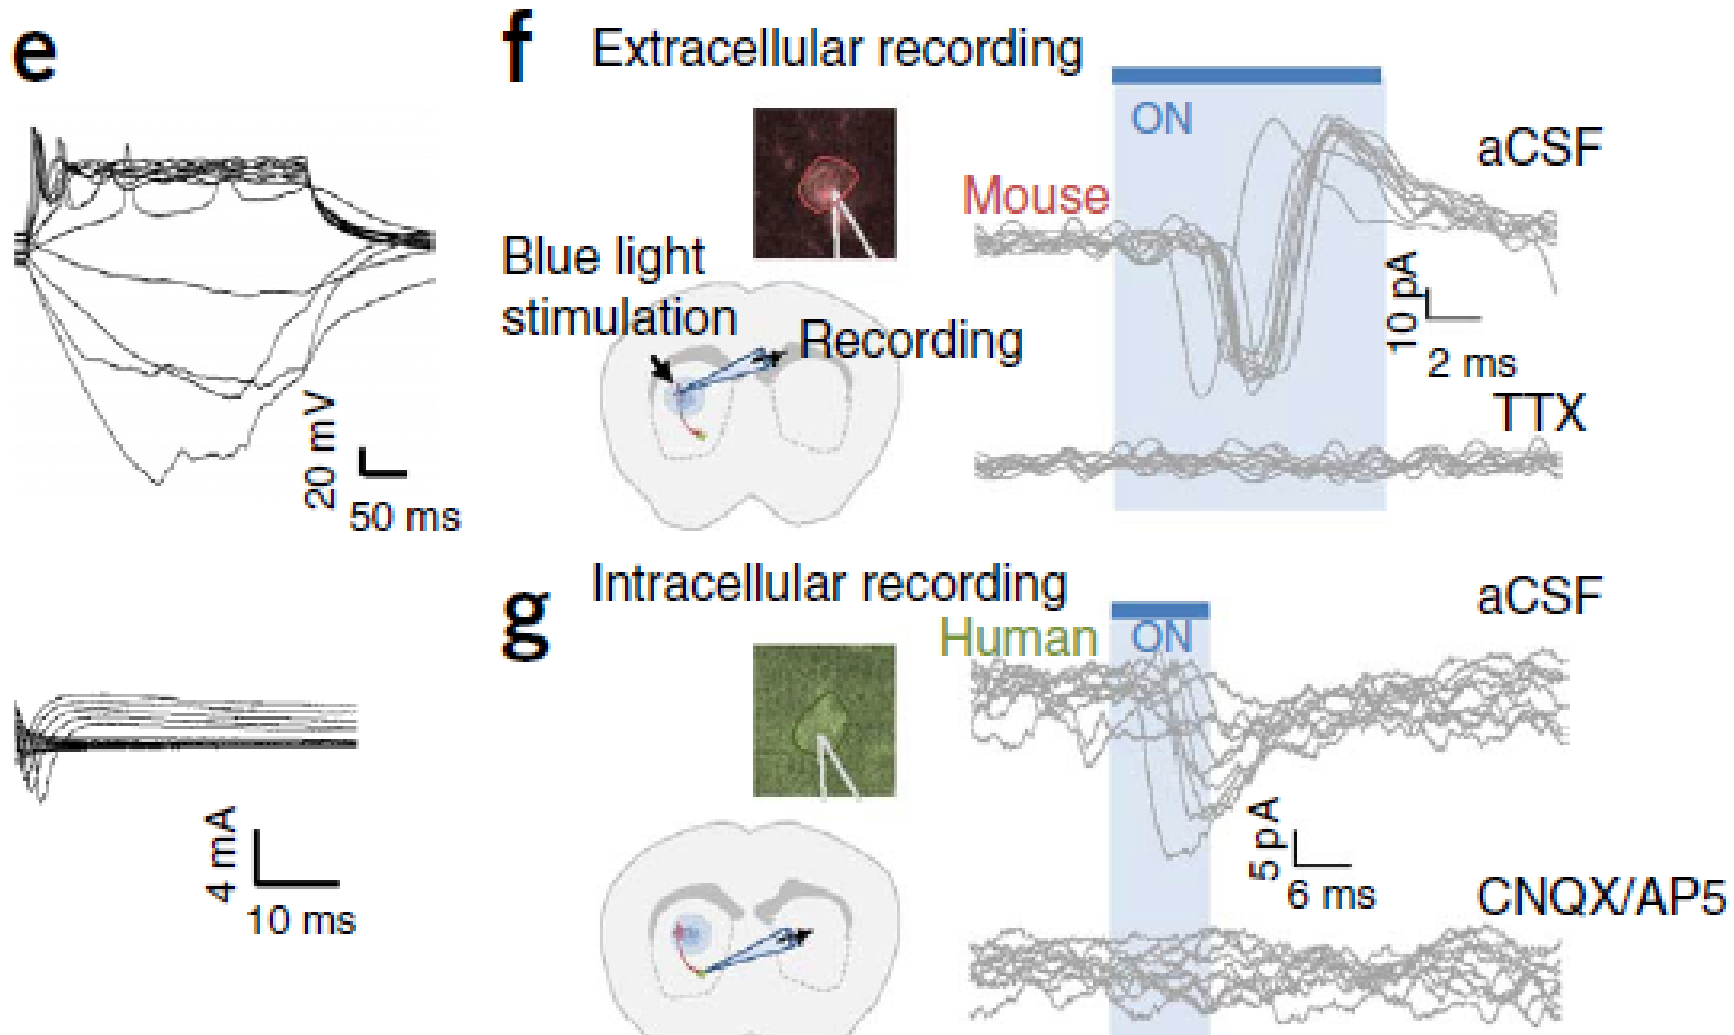 e
20 mV
50 ms
4 mA
10 ms
f
Extracellular recording
ON
aCSF
Mouse
Blue light
stimulation
Recording
10 pA
2 ms
TTX
g
Intracellular recording
aCSF
Human
ON
5 pA
6 ms
CNQX/AP5